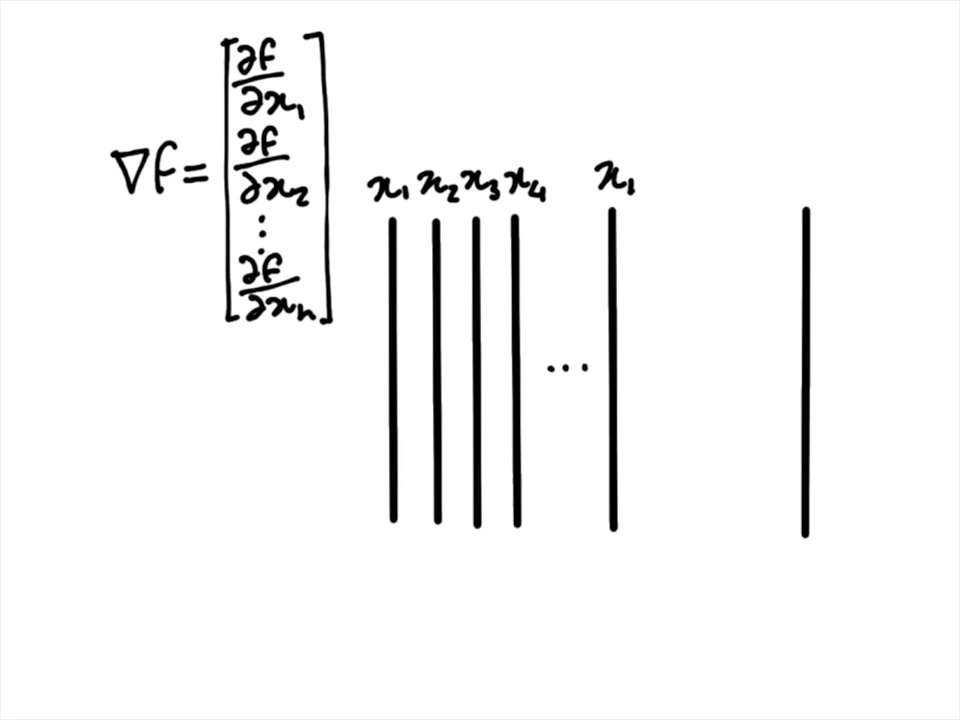 ∇f = [∂f/∂x₁ ∂f/∂x₂ ⋮ ∂f/∂xₙ]
x₁ x₂ x₃ x₄ x₁
...